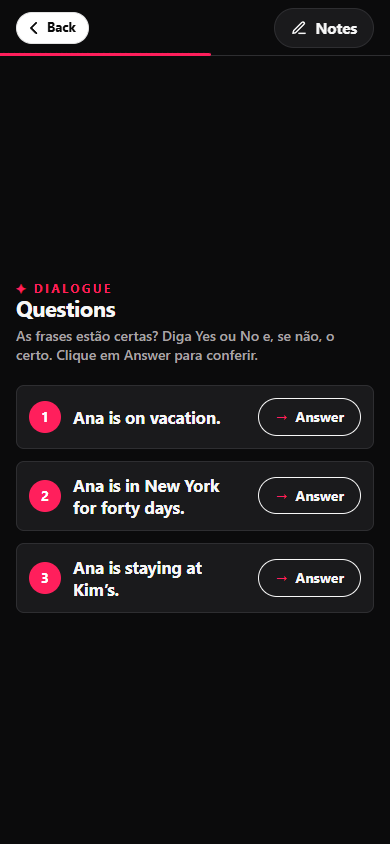 Back
Notes
DIALOGUE
Questions
As frases estão certas? Diga Yes ou No e, se não, o
certo. Clique em Answer para conferir.
1
Ana is on vacation.
→ Answer
2
Ana is in New York
for forty days.
→ Answer
3
Ana is staying at
Kim’s.
→ Answer